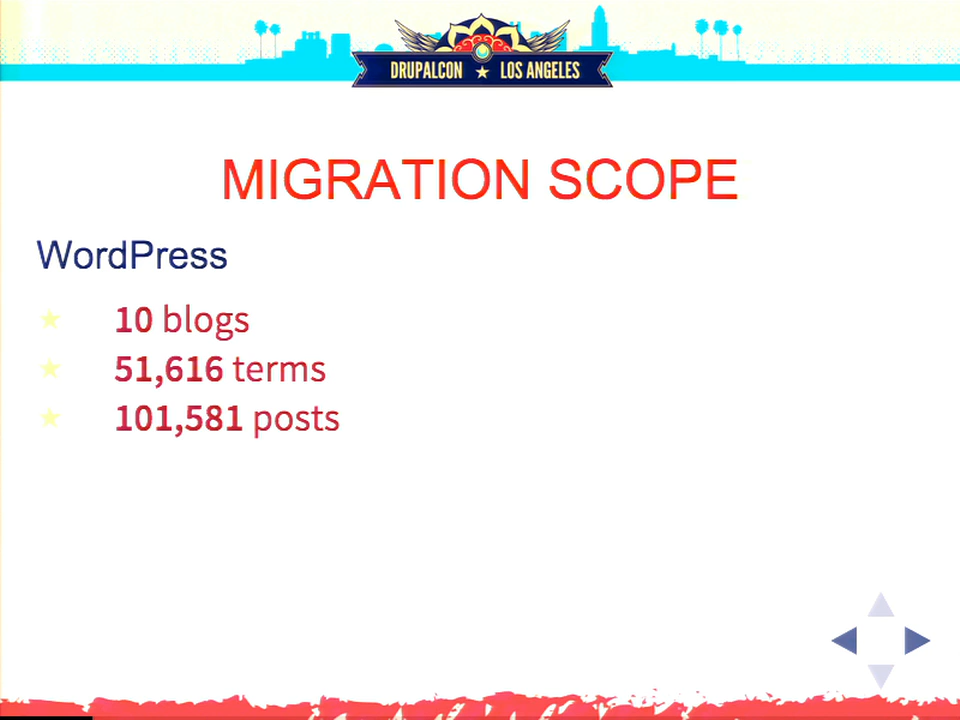 DRUPALCON ★ LOS ANGELES
MIGRATION SCOPE
WordPress
★ 10 blogs
★ 51,616 terms
★ 101,581 posts